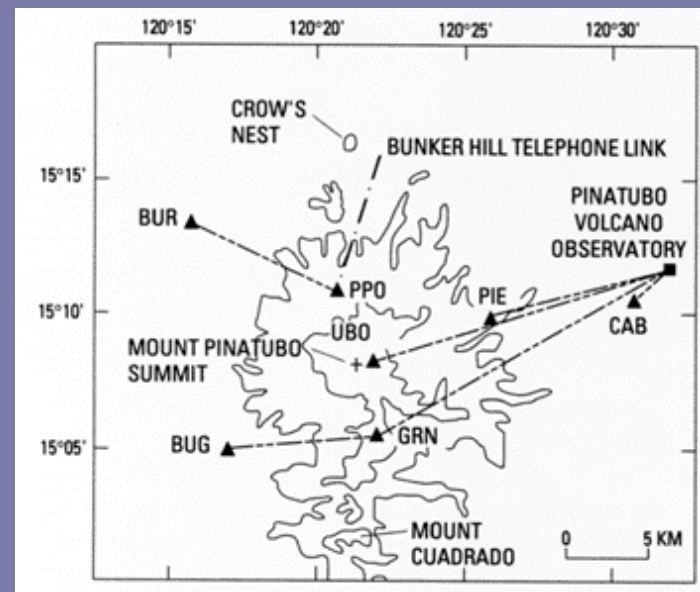 120°15' 120°20' 120°25' 120°30'
CROW'S
NEST
BUNKER HILL TELEPHONE LINK
15°15'
PINATUBO
VOLCANO
OBSERVATORY
BUR
PPO
PIE
15°10'
CAB
UBO
MOUNT PINATUBO
SUMMIT
15°05'
BUG
GRN
MOUNT
CUADRADO
0 5 KM